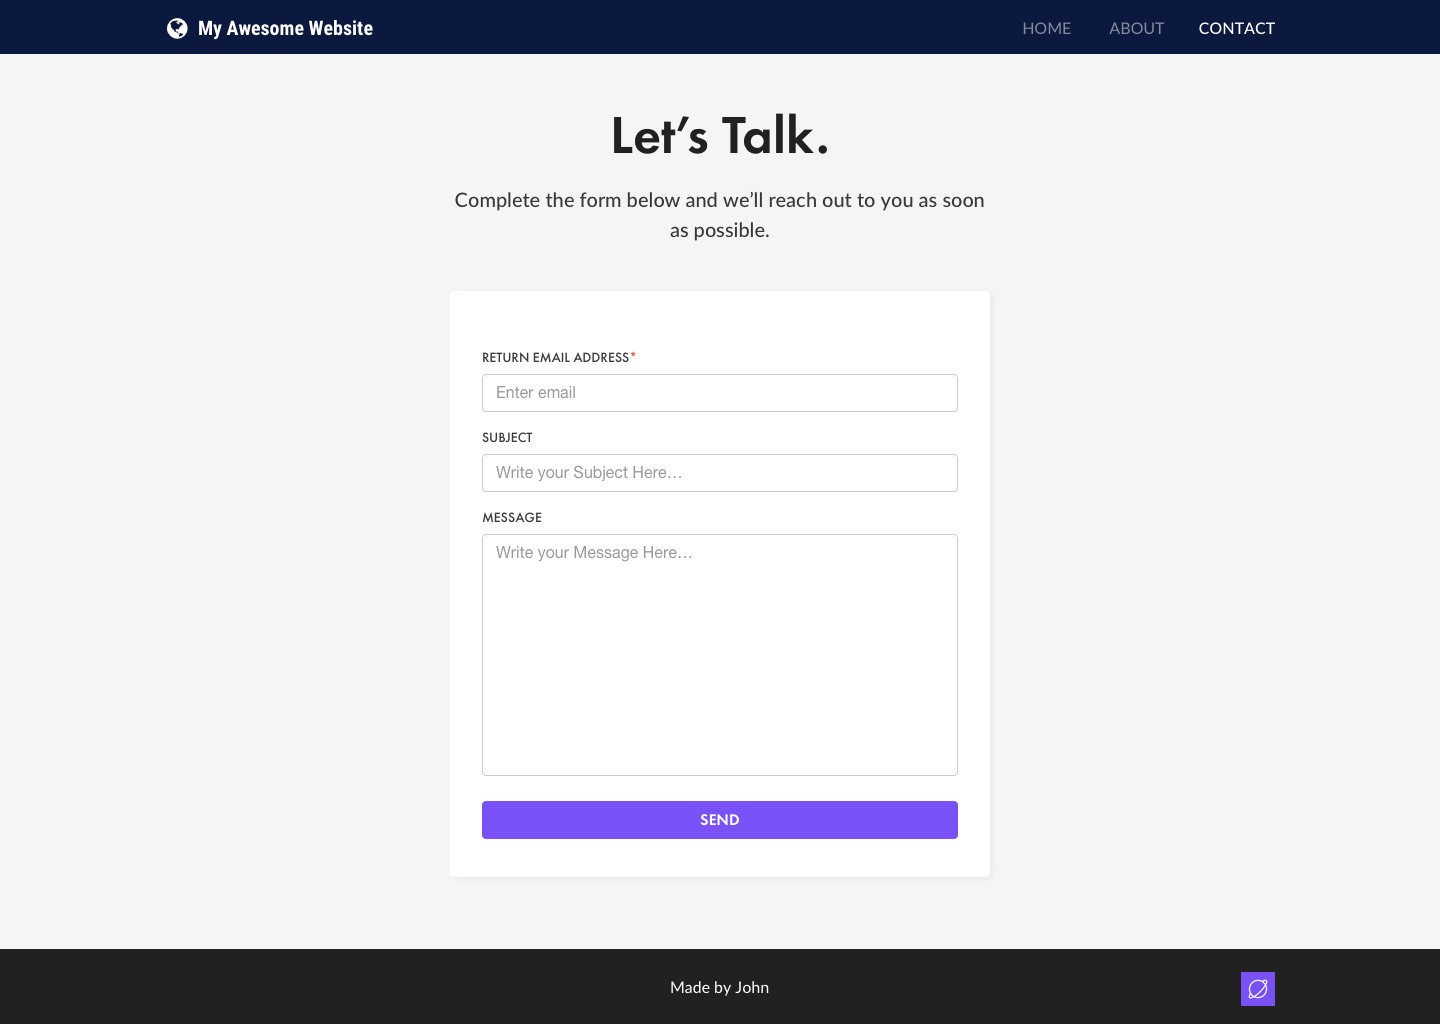 My Awesome Website
HOME ABOUT CONTACT
Let’s Talk.
Complete the form below and we’ll reach out to you as soon
as possible.
RETURN EMAIL ADDRESS*
Enter email
SUBJECT
Write your Subject Here...
MESSAGE
Write your Message Here...
SEND
Made by John